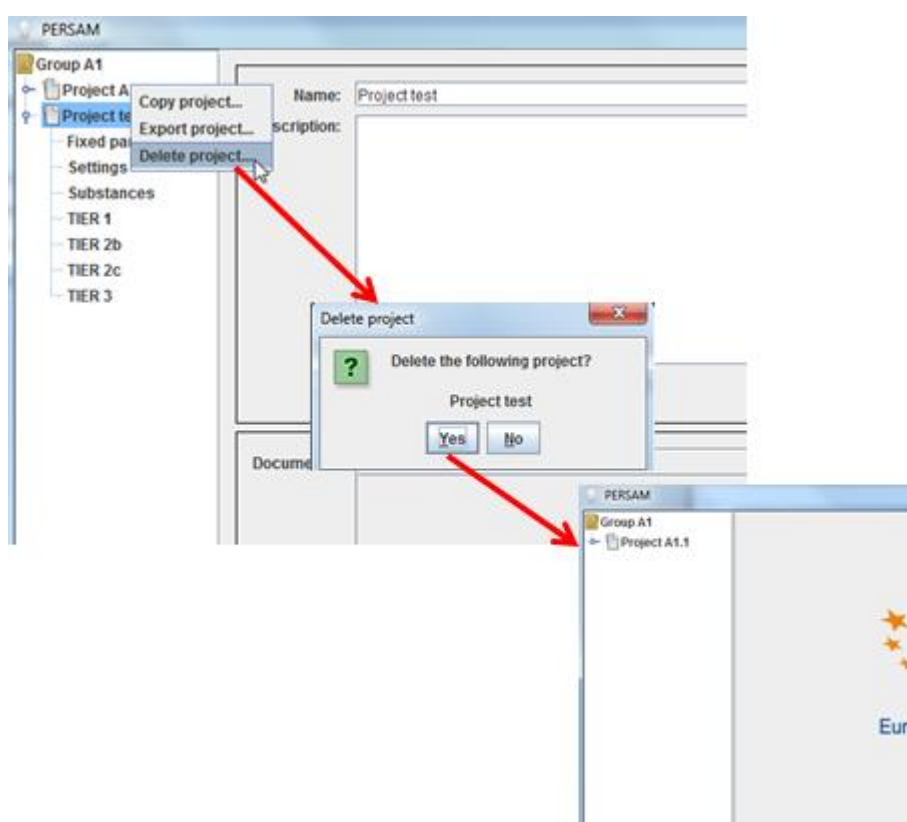 PERSAM
Group A1
Project A
Copy project...
Name: Project test
Project te
Export project...
scription:
Fixed par
Delete project...
Settings
Substances
TIER 1
TIER 2b
TIER 2c
TIER 3
Delete project
Delete the following project?
Project test
Yes No
Docume
PERSAM
Group A1
Project A1.1
Eur